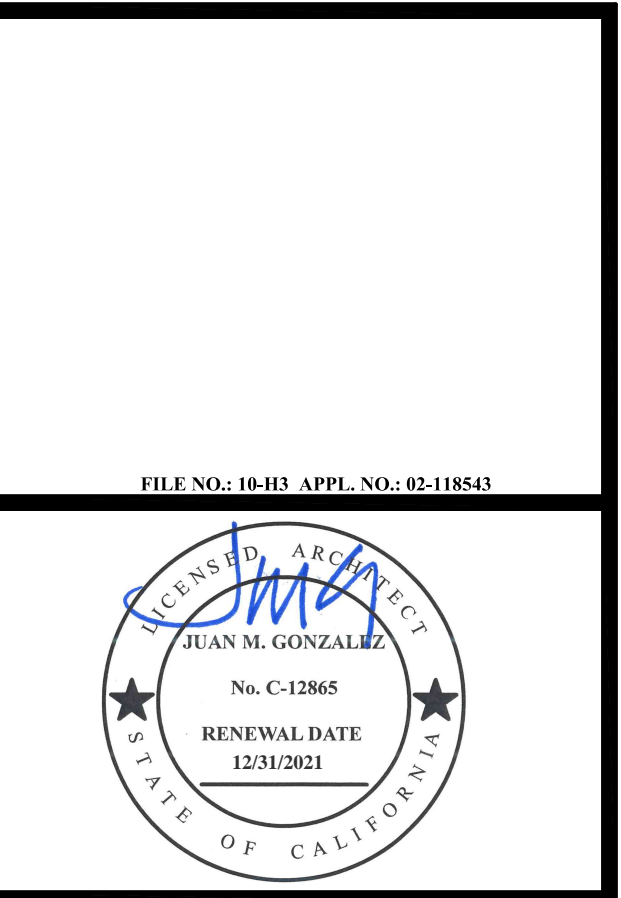 FILE NO.: 10-H3 APPL. NO.: 02-118543
LICENSED ARCHITECT
JUAN M. GONZALEZ
No. C-12865
RENEWAL DATE
12/31/2021
STATE OF CALIFORNIA